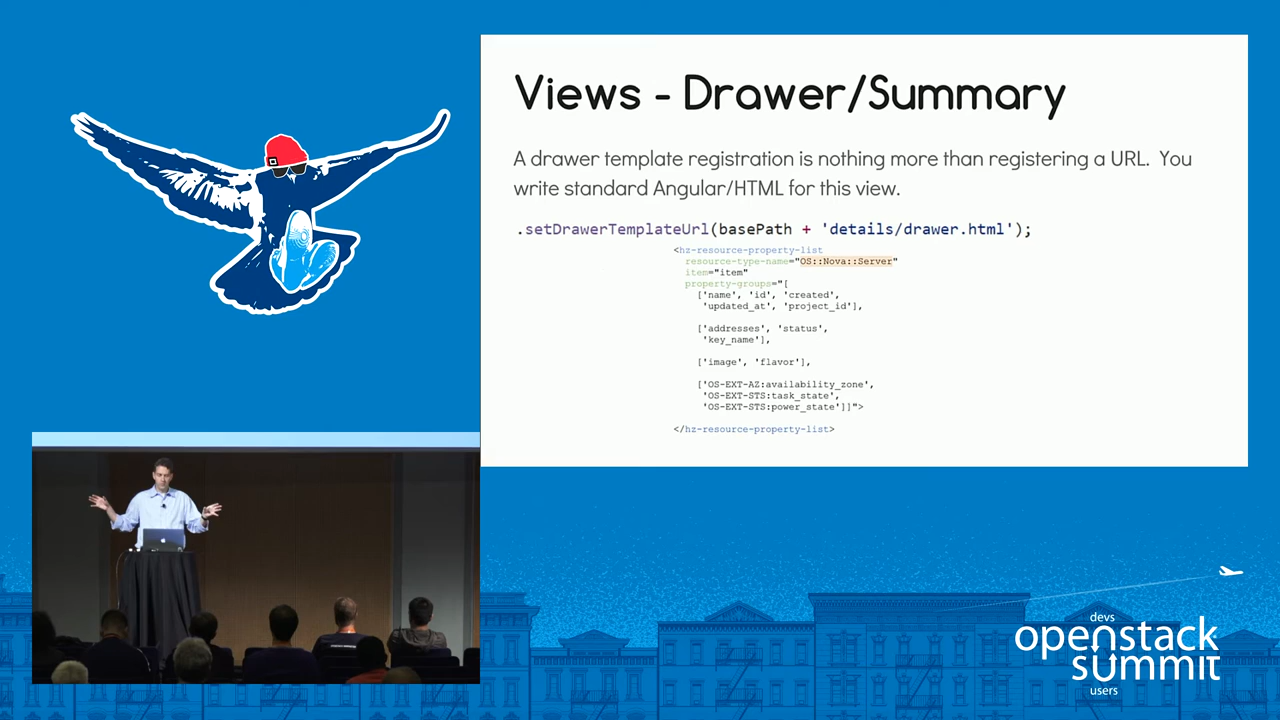 Views - Drawer/Summary
A drawer template registration is nothing more than registering a URL. You
write standard Angular/HTML for this view.
.setDrawerTemplateUrl(basePath + 'details/drawer.html');
<hz-resource-property-list
resource-type-name="OS::Nova::Server"
item="item"
property-groups="[
['name', 'id', 'created',
'updated_at', 'project_id'],
['addresses', 'status',
'key_name'],
['image', 'flavor'],
['OS-EXT-AZ:availability_zone',
'OS-EXT-STS:task_state',
'OS-EXT-STS:power_state']]">
</hz-resource-property-list>
devs
openstack
summit
users